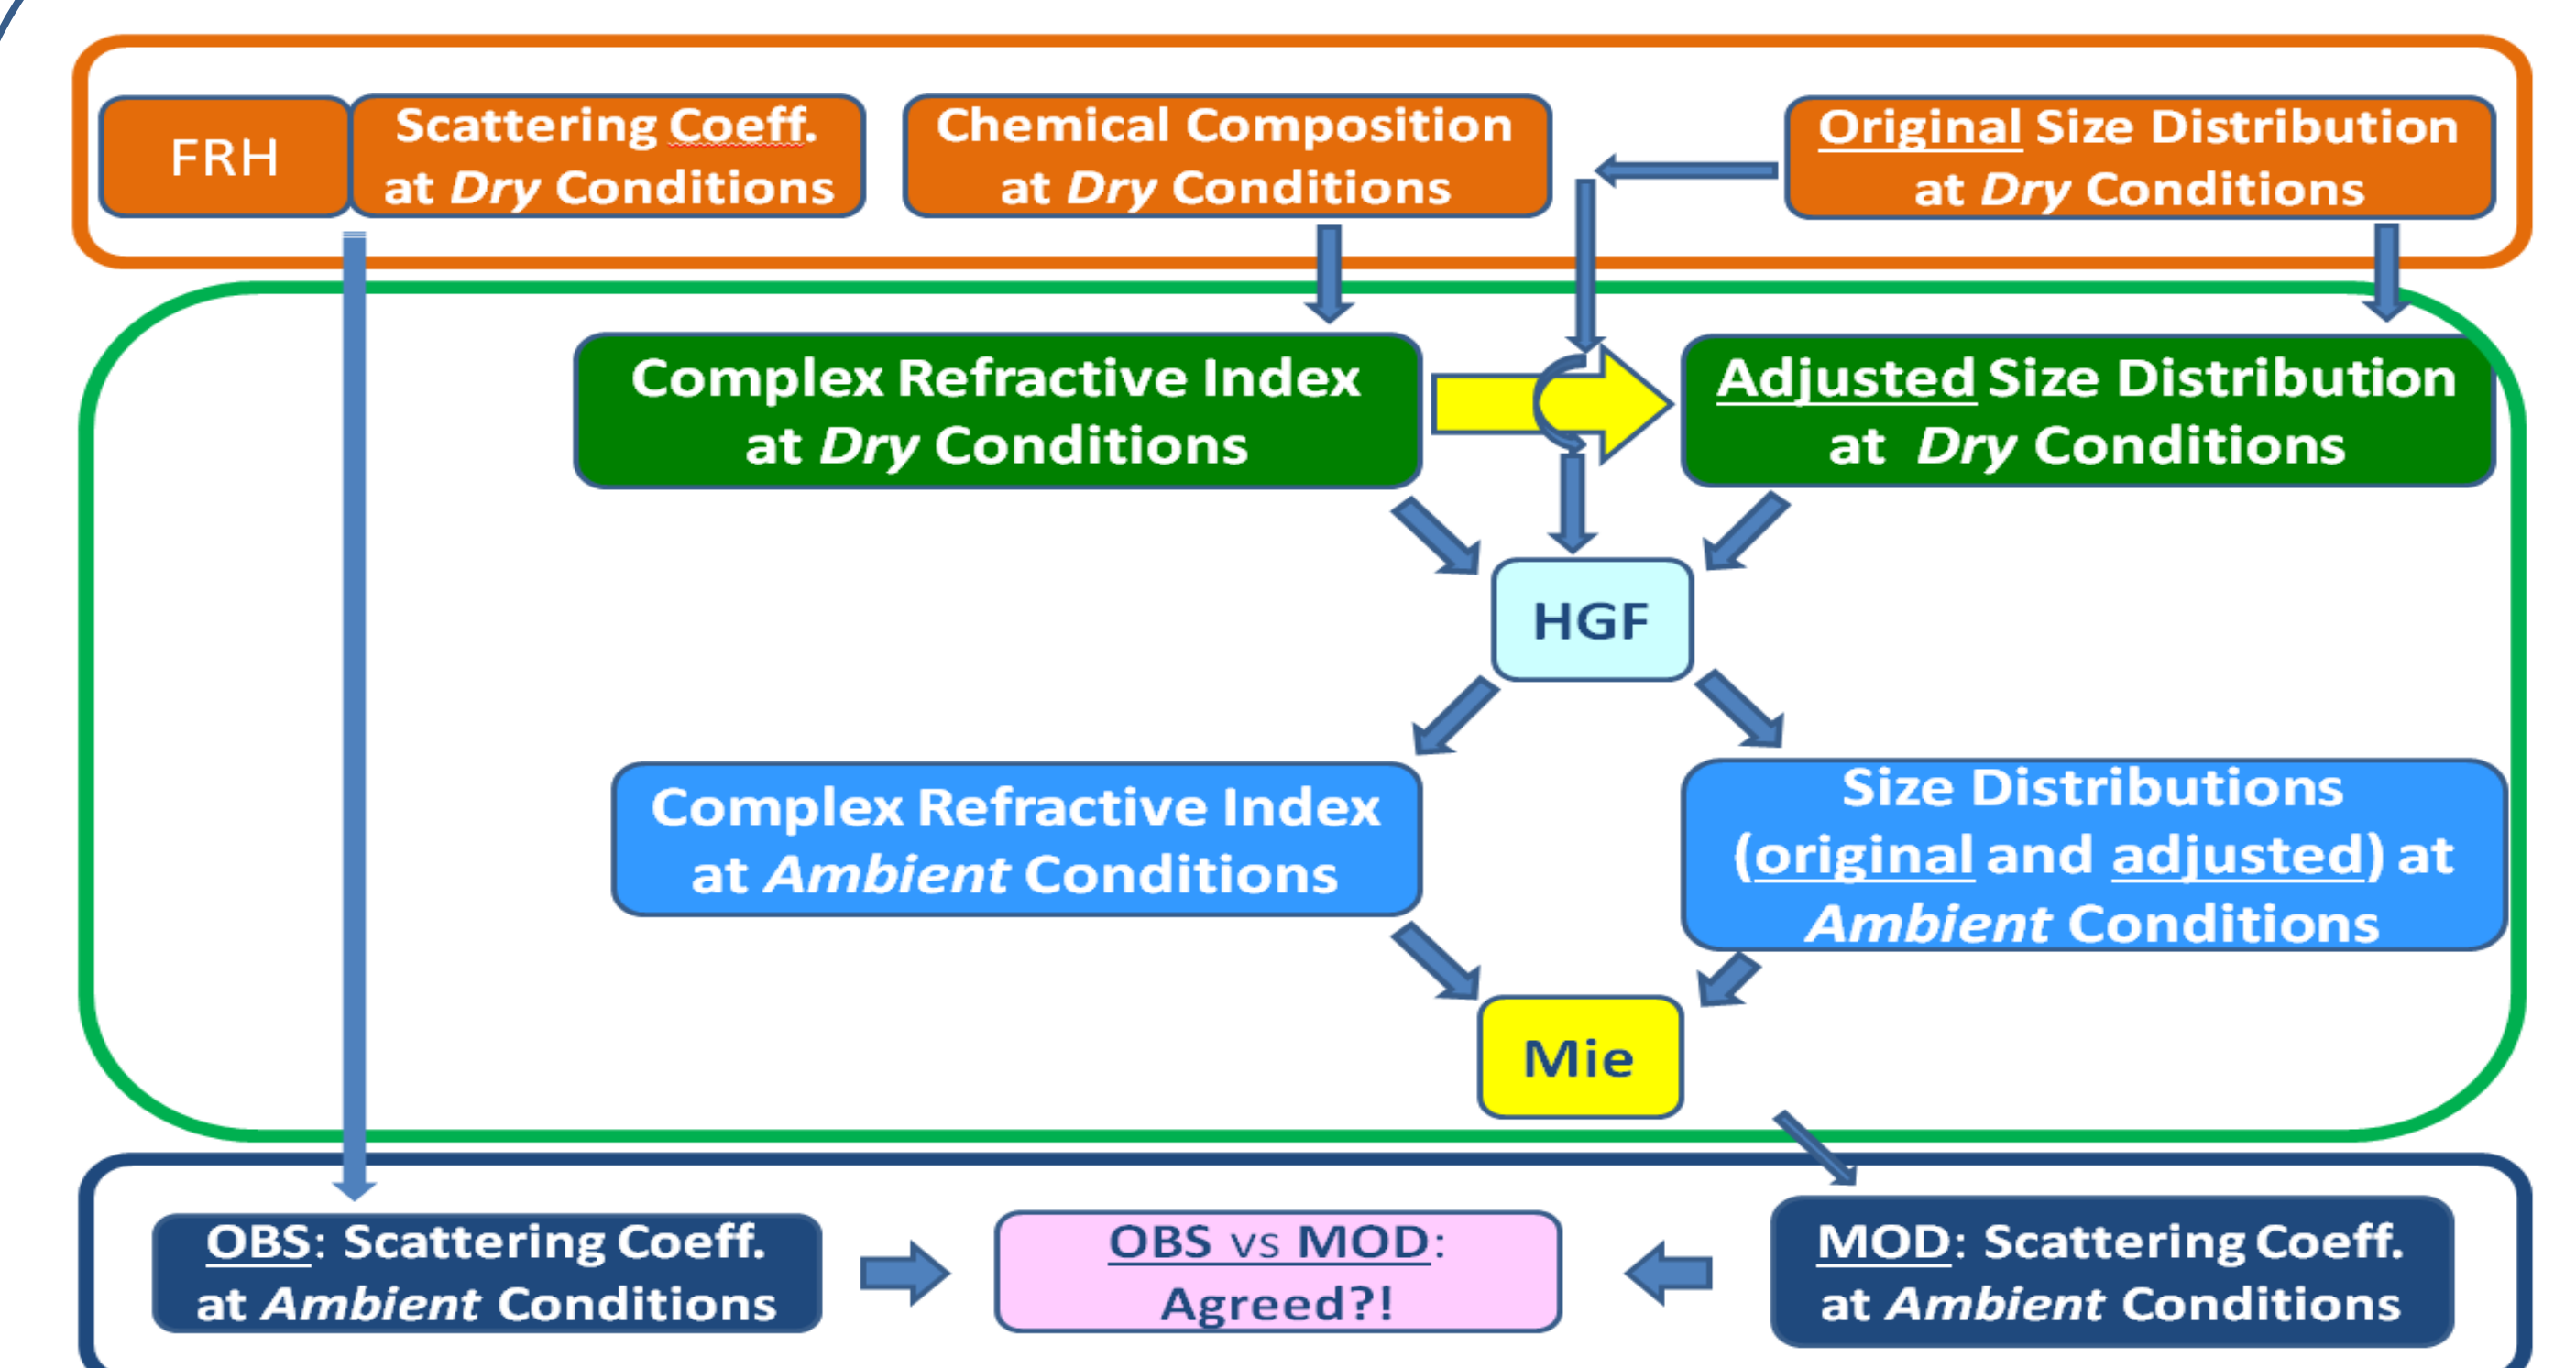 FRH
Scattering Coeff.
at Dry Conditions
Chemical Composition
at Dry Conditions
Original Size Distribution
at Dry Conditions
Complex Refractive Index
at Dry Conditions
Adjusted Size Distribution
at Dry Conditions
HGF
Complex Refractive Index
at Ambient Conditions
Size Distributions
(original and adjusted) at
Ambient Conditions
Mie
OBS: Scattering Coeff.
at Ambient Conditions
OBS vs MOD:
Agreed?!
MOD: Scattering Coeff.
at Ambient Conditions